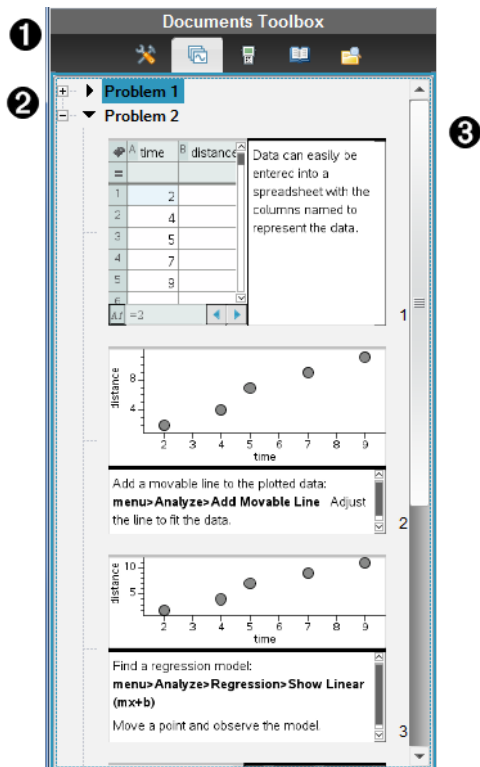 Documents Toolbox
❶
❷
❸
Problem 1
Problem 2
A time B distance
=
1 2
2 4
3 5
4 7
5 9
6
A1 =2
Data can easily be
entered into a
spreadsheet with the
columns named to
represent the data.
1
distance
8
4
2 3 4 5 6 7 8 9
time
Add a movable line to the plotted data:
menu>Analyze>Add Movable Line Adjust
the line to fit the data.
2
distance
10
5
2 3 4 5 6 7 8 9
time
Find a regression model:
menu>Analyze>Regression>Show Linear
(mx+b)
Move a point and observe the model.
3